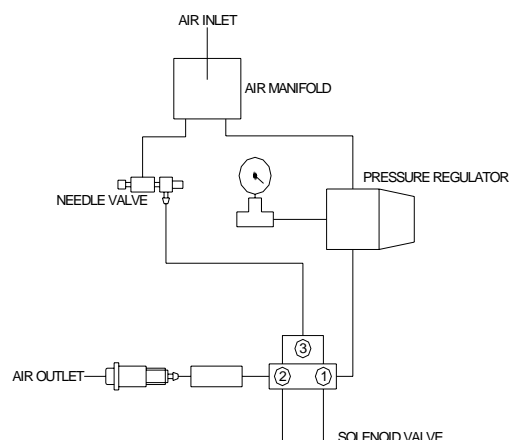 AIR INLET
AIR MANIFOLD
PRESSURE REGULATOR
NEEDLE VALVE
3
AIR OUTLET
2 1
SOLENOID VALVE